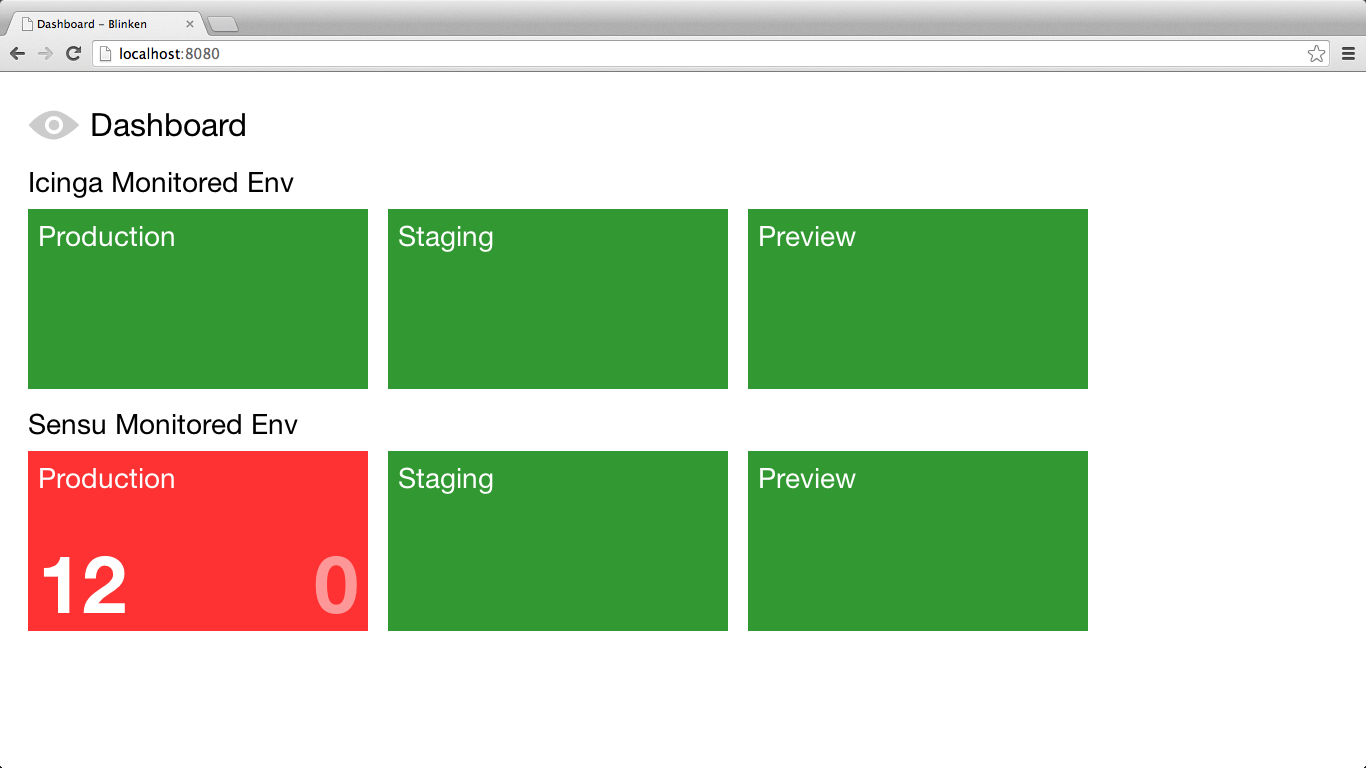 Dashboard – Blinken
localhost:8080
Dashboard
Icinga Monitored Env
Production
Staging
Preview
Sensu Monitored Env
Production
Staging
Preview
12
0